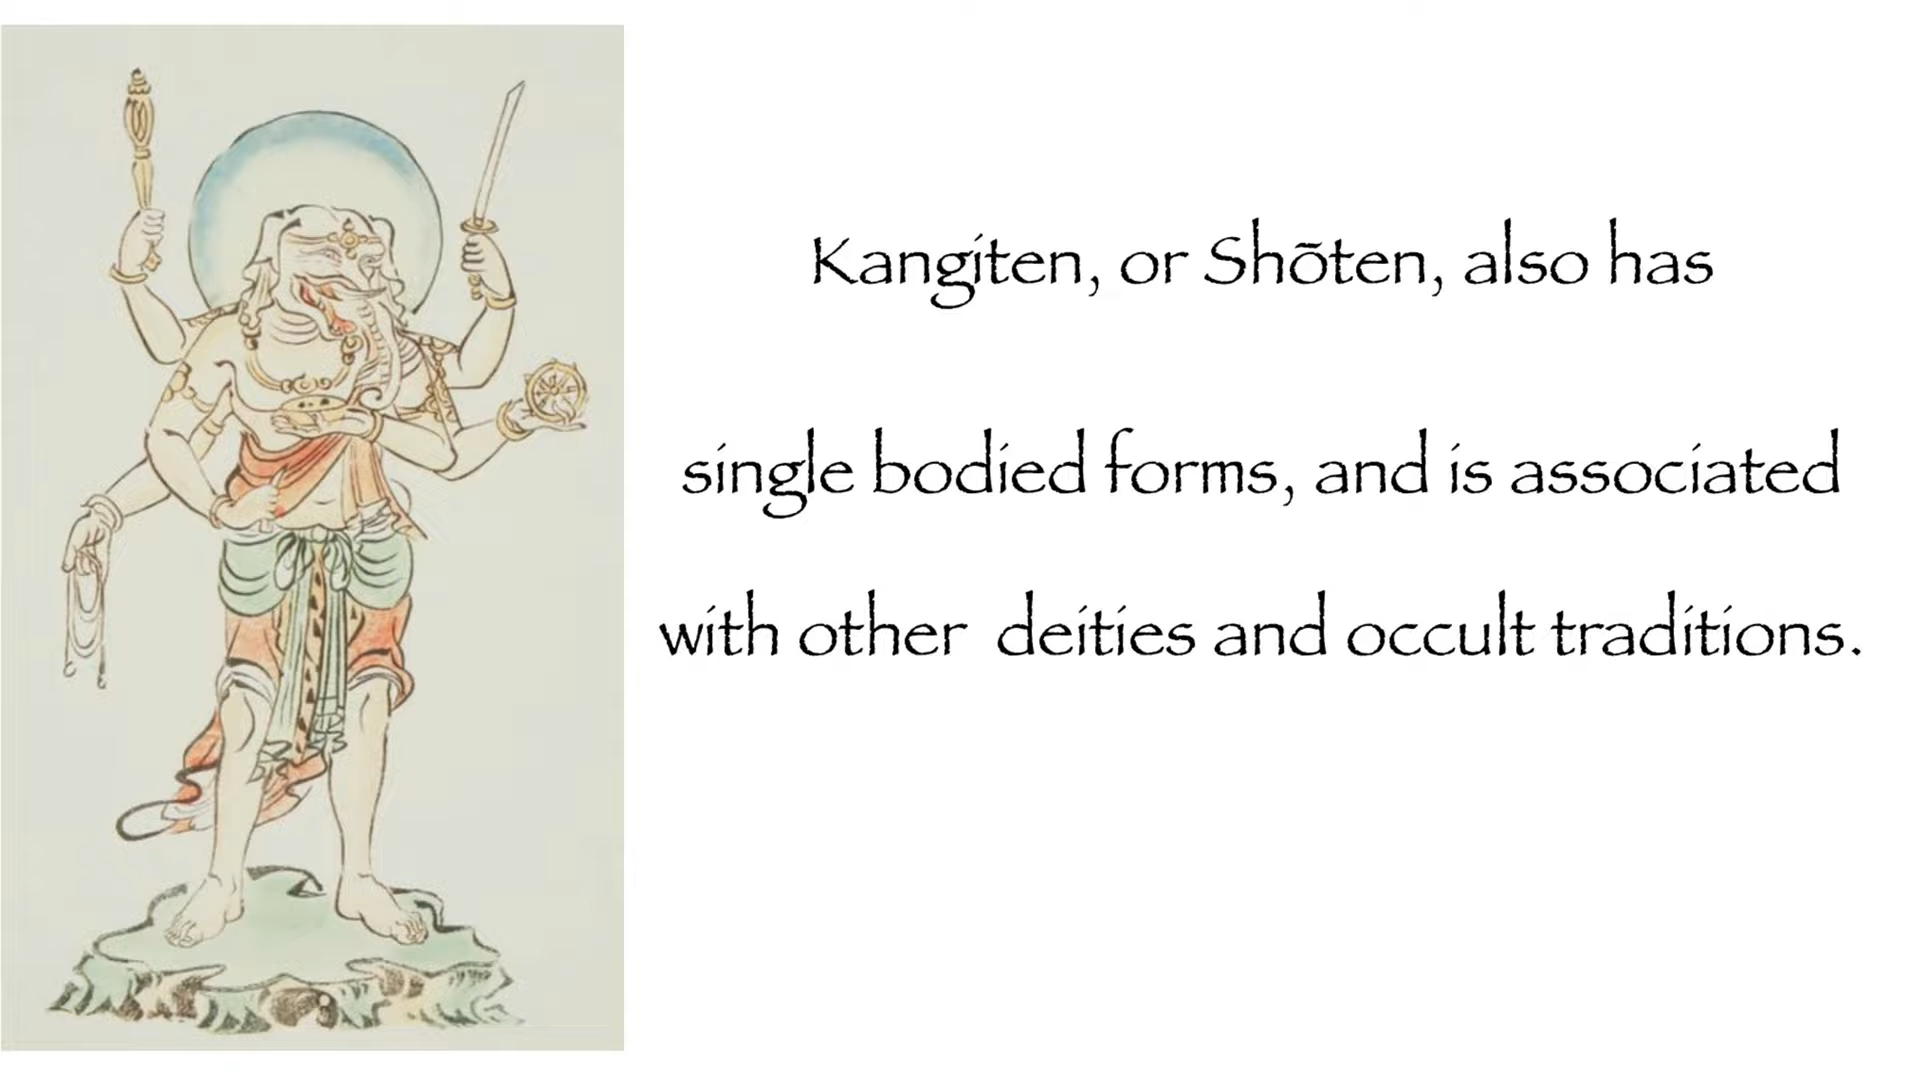 Kangiten, or Shōten, also has
single bodied forms, and is associated
with other deities and occult traditions.